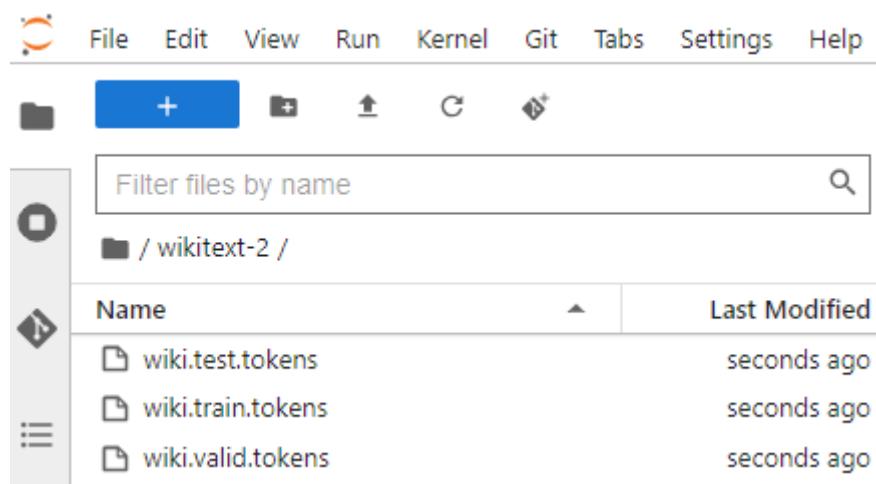 File Edit View Run Kernel Git Tabs Settings Help
Filter files by name
/ wikitext-2 /
Name Last Modified
wiki.test.tokens seconds ago
wiki.train.tokens seconds ago
wiki.valid.tokens seconds ago